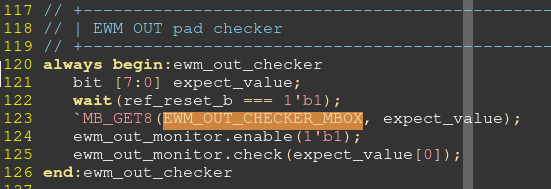 117 // +-----------------------------------------------
118 // | EWM OUT pad checker
119 // +-----------------------------------------------
120 always begin:ewm_out_checker
121 bit [7:0] expect_value;
122 wait(ref_reset_b === 1'b1);
123 `MB_GET8(EWM_OUT_CHECKER_MBOX, expect_value);
124 ewm_out_monitor.enable(1'b1);
125 ewm_out_monitor.check(expect_value[0]);
126 end:ewm_out_checker